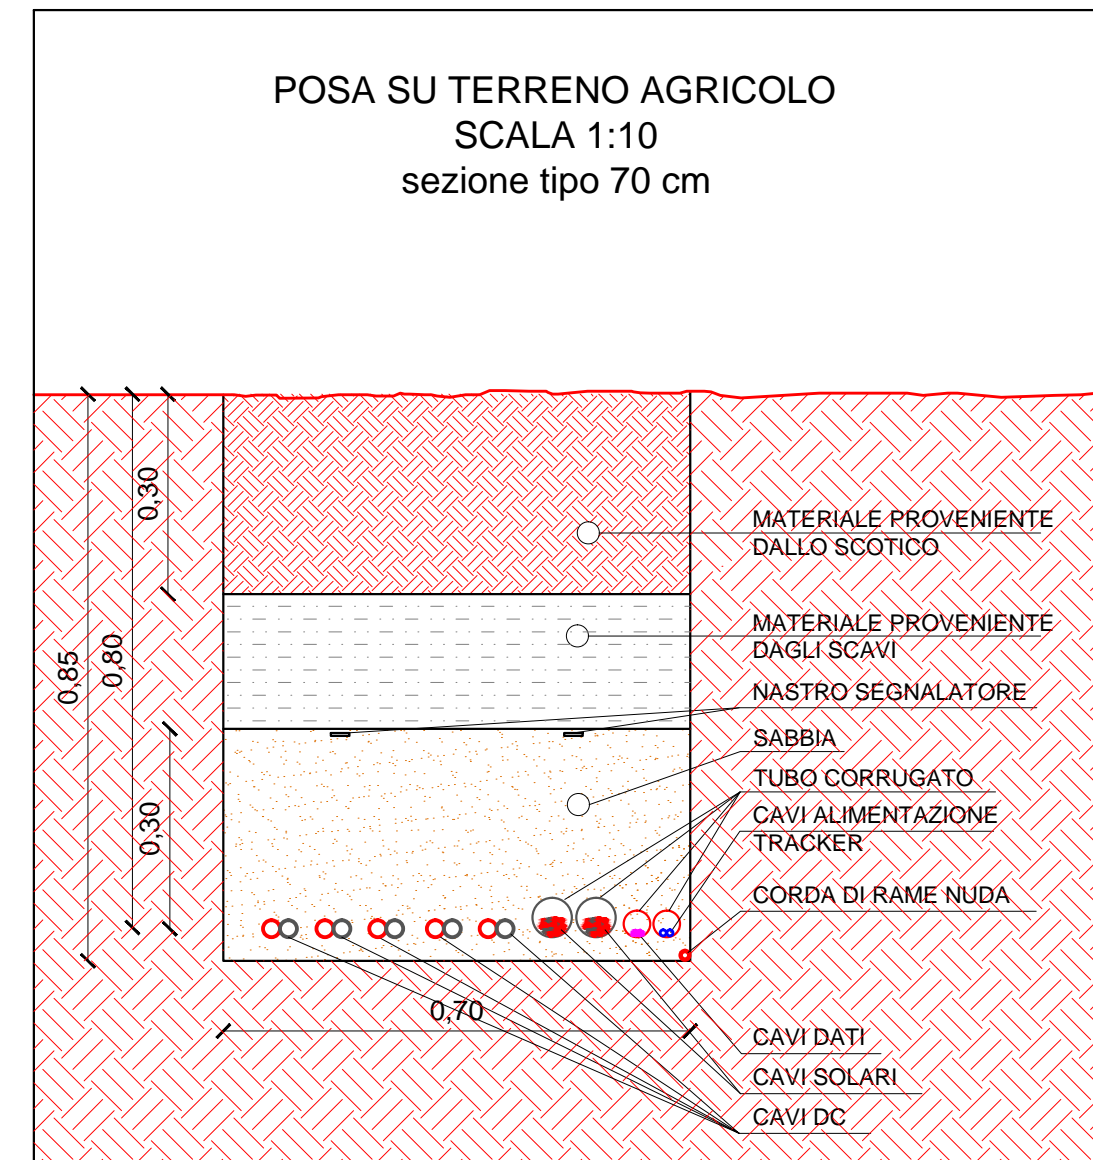 POSA SU TERRENO AGRICOLO
SCALA 1:10
sezione tipo 70 cm
0,30
0,85
0,80
0,30
0,70
MATERIALE PROVENIENTE
DALLO SCOTICO
MATERIALE PROVENIENTE
DAGLI SCAVI
NASTRO SEGNALATORE
SABBIA
TUBO CORRUGATO
CAVI ALIMENTAZIONE
TRACKER
CORDA DI RAME NUDA
CAVI DATI
CAVI SOLARI
CAVI DC